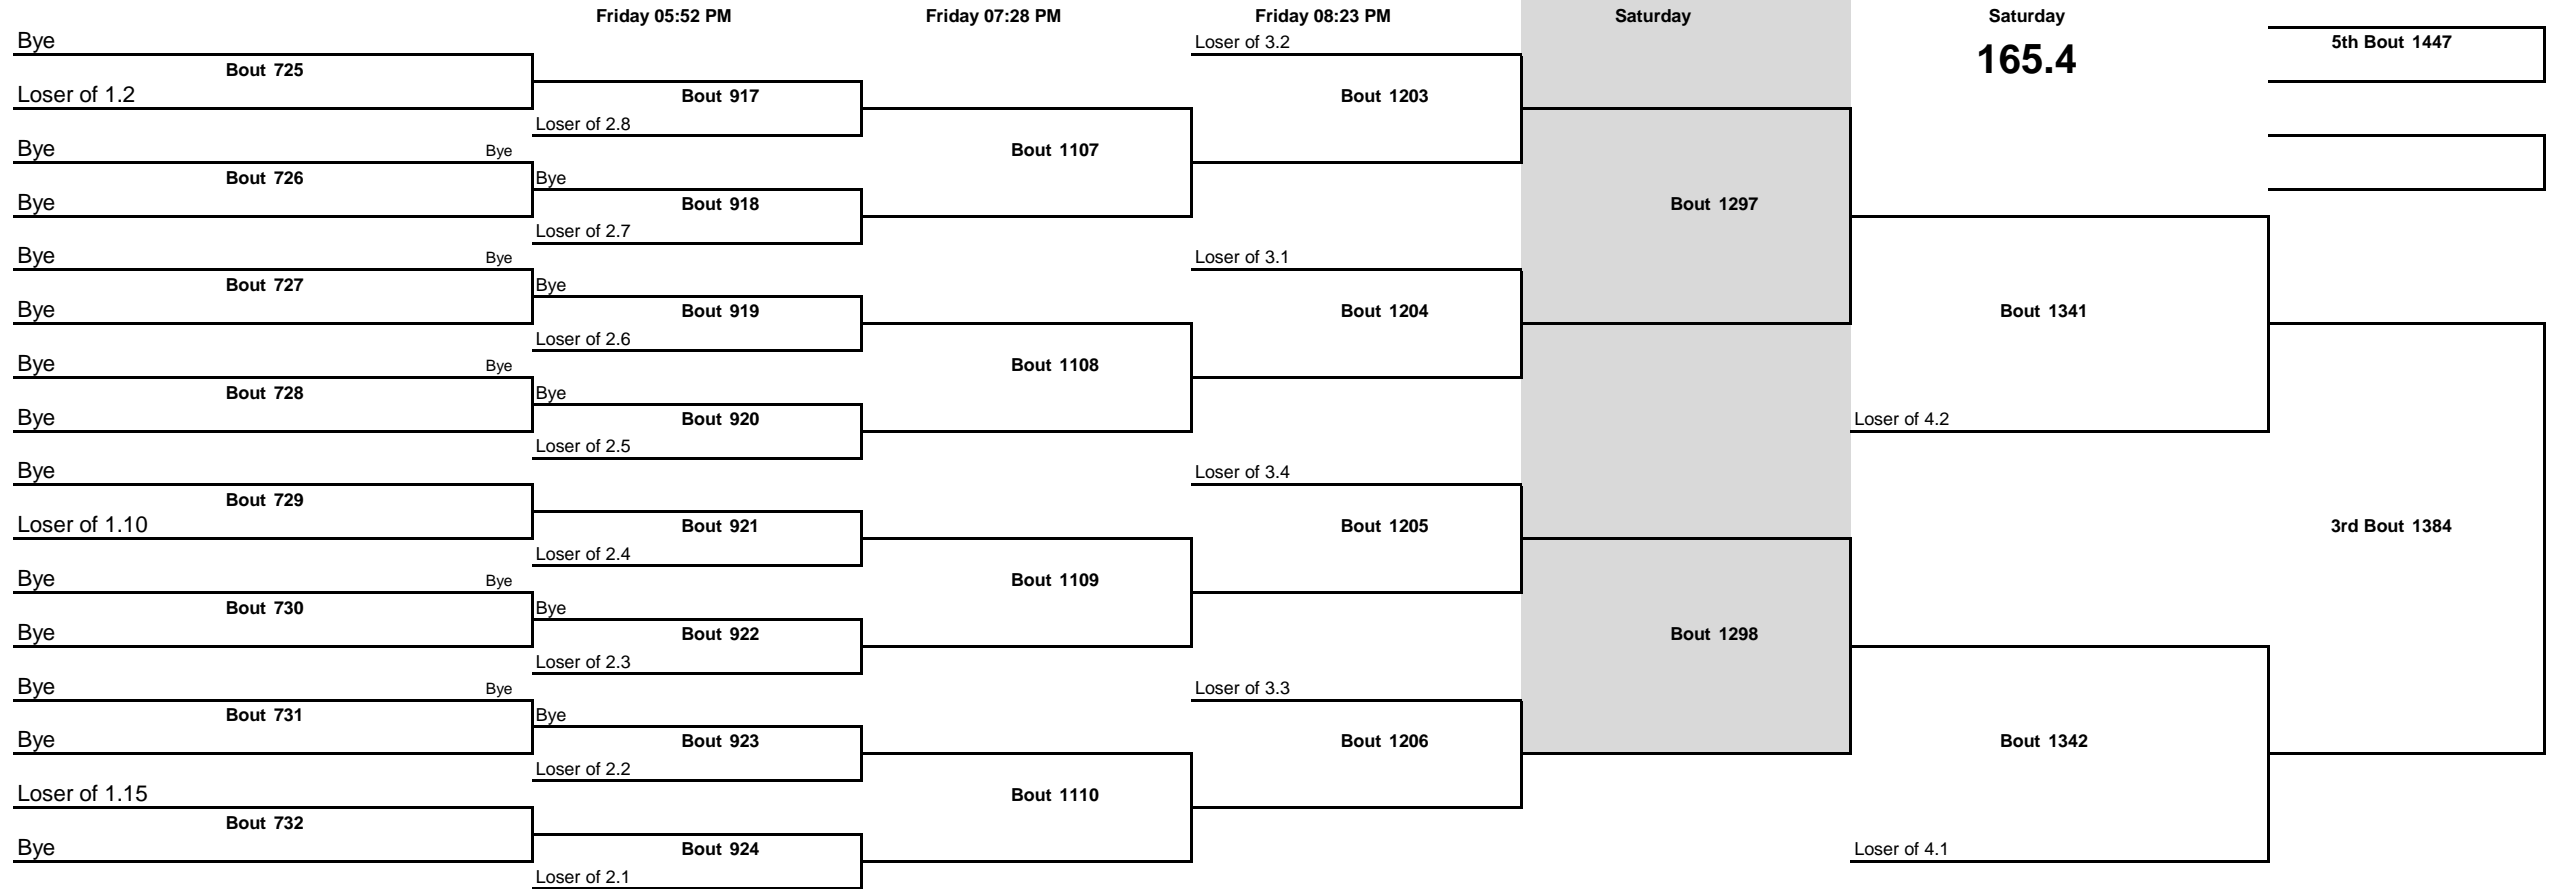 Friday 05:52 PM
Friday 07:28 PM
Friday 08:23 PM
Saturday
Saturday
165.4
Bye
Bout 725
Loser of 1.2
Bye
Bye
Bout 726
Bye
Bye
Bye
Bout 727
Bye
Bye
Bye
Bout 728
Bye
Bye
Bout 729
Loser of 1.10
Bye
Bye
Bout 730
Bye
Bye
Bye
Bout 731
Bye
Loser of 1.15
Bout 732
Bye
Bout 917
Loser of 2.8
Bye
Bout 918
Loser of 2.7
Bye
Bout 919
Loser of 2.6
Bye
Bout 920
Loser of 2.5
Bout 921
Loser of 2.4
Bye
Bout 922
Loser of 2.3
Bye
Bout 923
Loser of 2.2
Bout 924
Loser of 2.1
Bout 1107
Bout 1108
Bout 1109
Bout 1110
Loser of 3.2
Bout 1203
Loser of 3.1
Bout 1204
Loser of 3.4
Bout 1205
Loser of 3.3
Bout 1206
Bout 1297
Bout 1298
Bout 1341
Loser of 4.2
Bout 1342
Loser of 4.1
5th Bout 1447
3rd Bout 1384